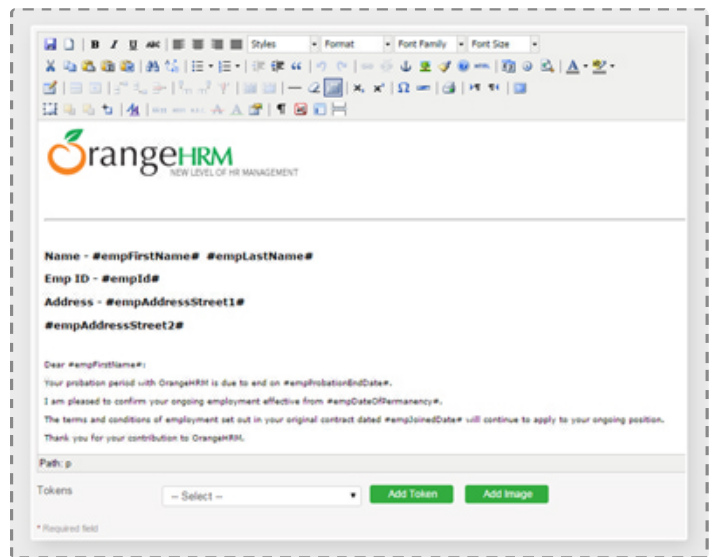 B I U ABC Styles Format Font Family Font Size
OrangeHRM
NEW LEVEL OF HR MANAGEMENT
Name - #empFirstName# #empLastName#
Emp ID - #empId#
Address - #empAddressStreet1#
#empAddressStreet2#
Dear #empFirstName#:
Your probation period with OrangeHRM is due to end on #empProbationEndDate#.
I am pleased to confirm your ongoing employment effective from #empDateOfPermanency#.
The terms and conditions of employment set out in your original contract dated #empJoinedDate# will continue to apply to your ongoing position.
Thank you for your contribution to OrangeHRM.
Path: p
Tokens -- Select -- Add Token Add Image
* Required field